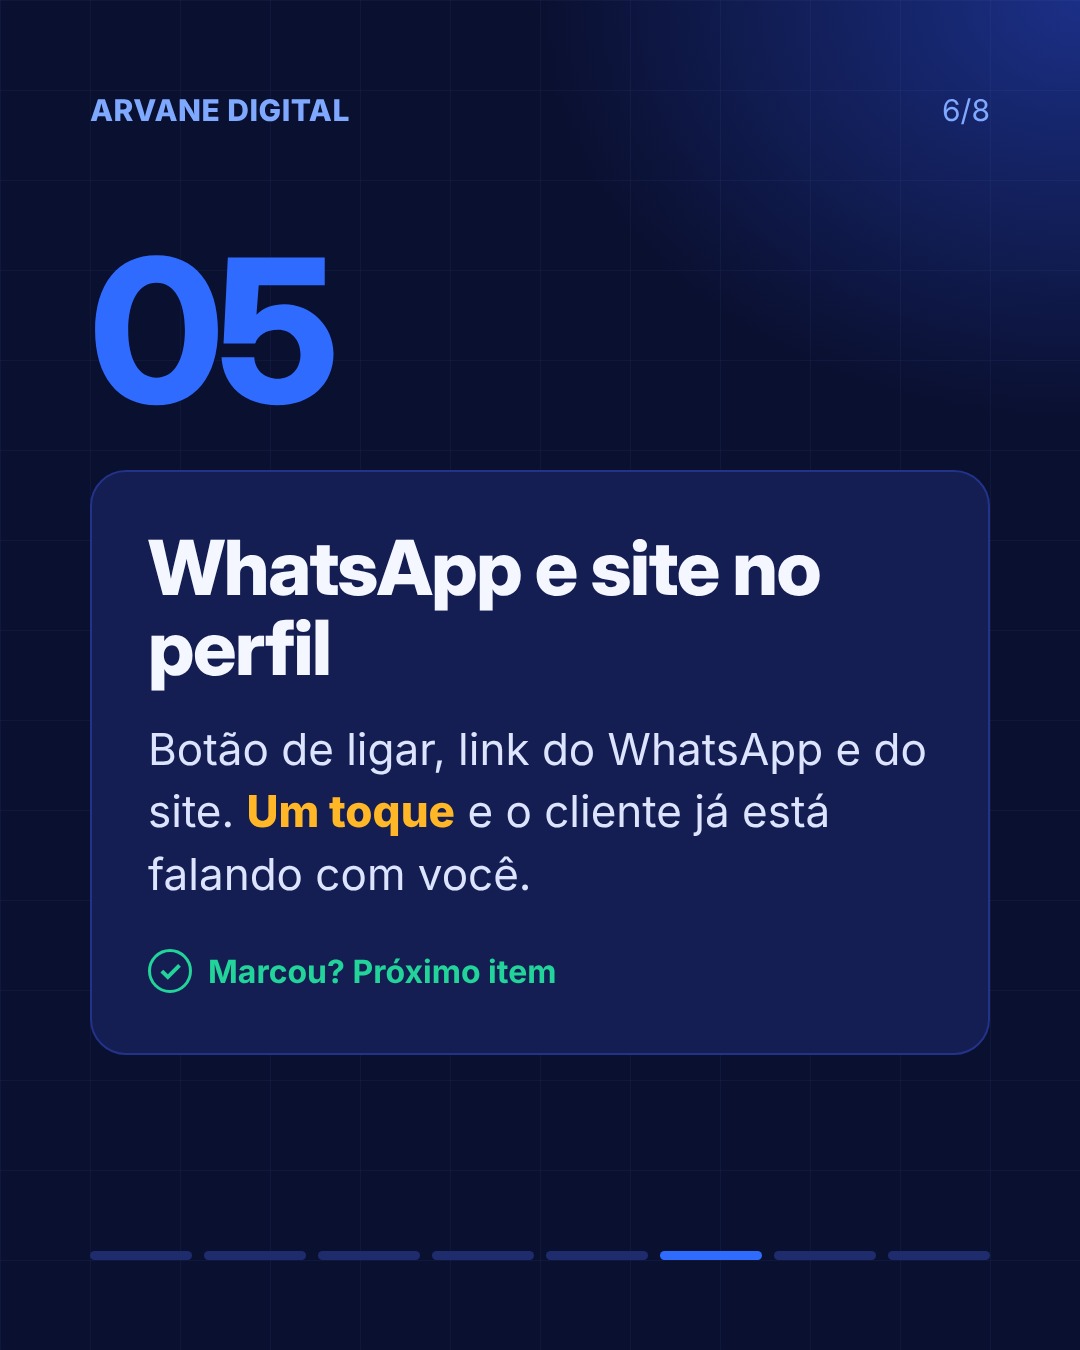 ARVANE DIGITAL
6/8
05
WhatsApp e site no
perfil
Botão de ligar, link do WhatsApp e do
site. Um toque e o cliente já está
falando com você.
Marcou? Próximo item